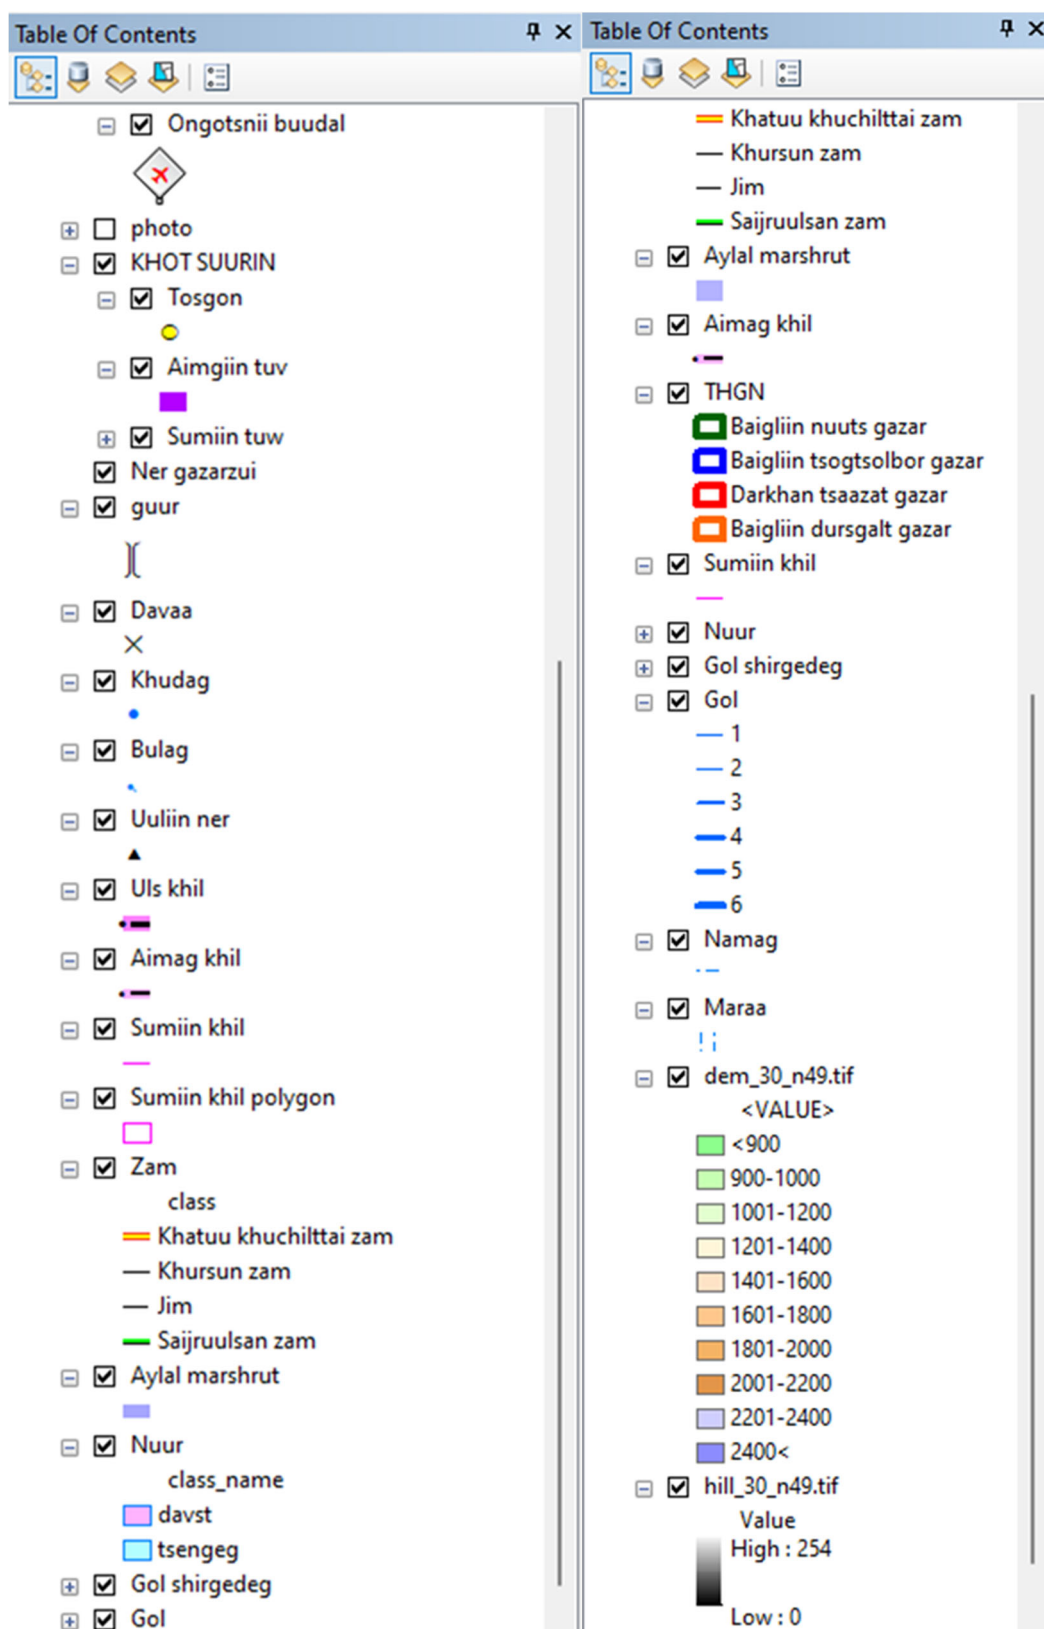 Table Of Contents
Ongotsnii buudal
photo
KHOT SUURIN
Tosgon
Aimgiin tuv
Sumiin tuw
Ner gazarzui
guur
Davaa
Khudag
Bulag
Uuliin ner
Uls khil
Aimag khil
Sumiin khil
Sumiin khil polygon
Zam
class
Khatuu khuchilttai zam
Khursun zam
Jim
Saijruulsan zam
Aylal marshrut
Nuur
class_name
davst
tsengeg
Gol shirgedeg
Gol
Table Of Contents
Khatuu khuchilttai zam
Khursun zam
Jim
Saijruulsan zam
Aylal marshrut
Aimag khil
THGN
Baigliin nuuts gazar
Baigliin tsogtsolbor gazar
Darkhan tsaazat gazar
Baigliin dursgalt gazar
Sumiin khil
Nuur
Gol shirgedeg
Gol
1
2
3
4
5
6
Namag
Maraa
dem_30_n49.tif
<VALUE>
<900
900-1000
1001-1200
1201-1400
1401-1600
1601-1800
1801-2000
2001-2200
2201-2400
2400<
hill_30_n49.tif
Value
High : 254
Low : 0